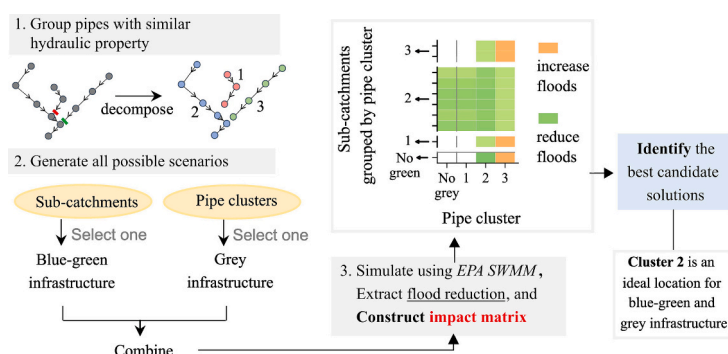 1. Group pipes with similar
hydraulic property
decompose
1
2
3
2. Generate all possible scenarios
Sub-catchments
Pipe clusters
Select one
Select one
Blue-green
infrastructure
Grey
infrastructure
Combine
3. Simulate using EPA SWMM,
Extract flood reduction, and
Construct impact matrix
Sub-catchments
grouped by pipe cluster
3
2
1
No
green
No
grey
1
2
3
Pipe cluster
increase
floods
reduce
floods
Identify the
best candidate
solutions
Cluster 2 is an
ideal location for
blue-green and
grey infrastructure